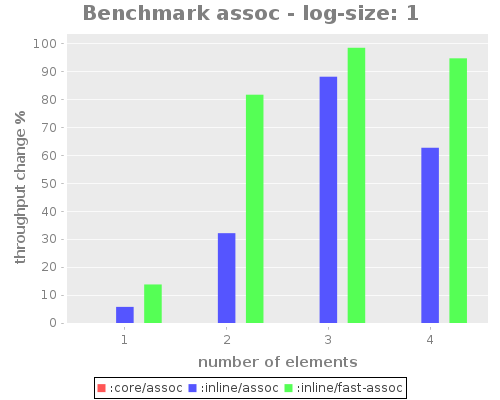 Benchmark assoc - log-size: 1
throughput change %
100
90
80
70
60
50
40
30
20
10
0
1 2 3 4
number of elements
:core/assoc :inline/assoc :inline/fast-assoc